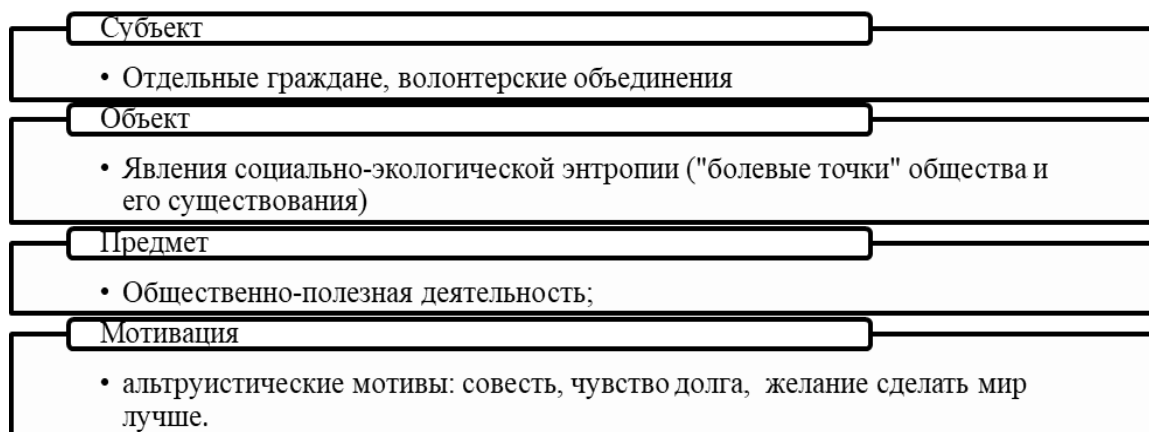 Субъект
• Отдельные граждане, волонтерские объединения
Объект
• Явления социально-экологической энтропии ("болевые точки" общества и
его существования)
Предмет
• Общественно-полезная деятельность;
Мотивация
• альтруистические мотивы: совесть, чувство долга, желание сделать мир
лучше.